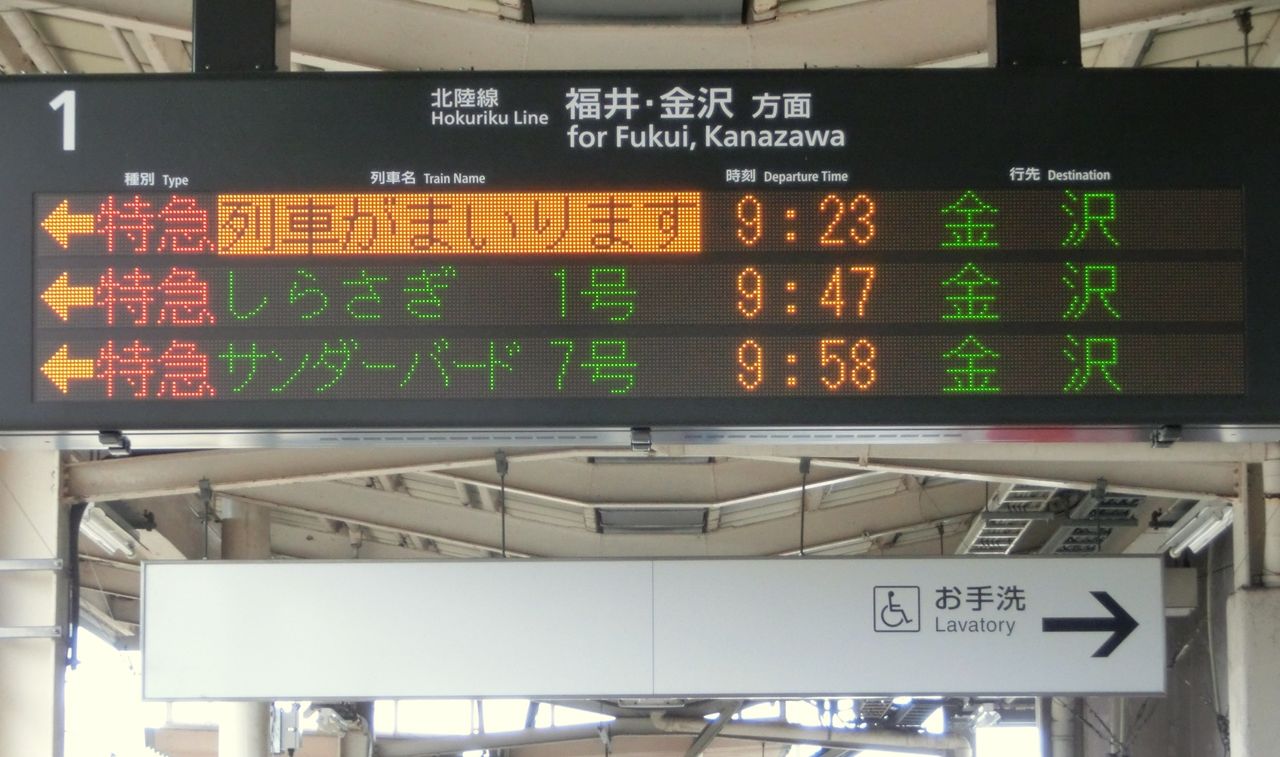 1
北陸線 福井・金沢 方面
Hokuriku Line for Fukui, Kanazawa
種別 Type 列車名 Train Name 時刻 Departure Time 行先 Destination
← 特急 列車がまいります 9:23 金沢
← 特急 しらさぎ 1号 9:47 金沢
← 特急 サンダーバード 7号 9:58 金沢
お手洗 →
Lavatory